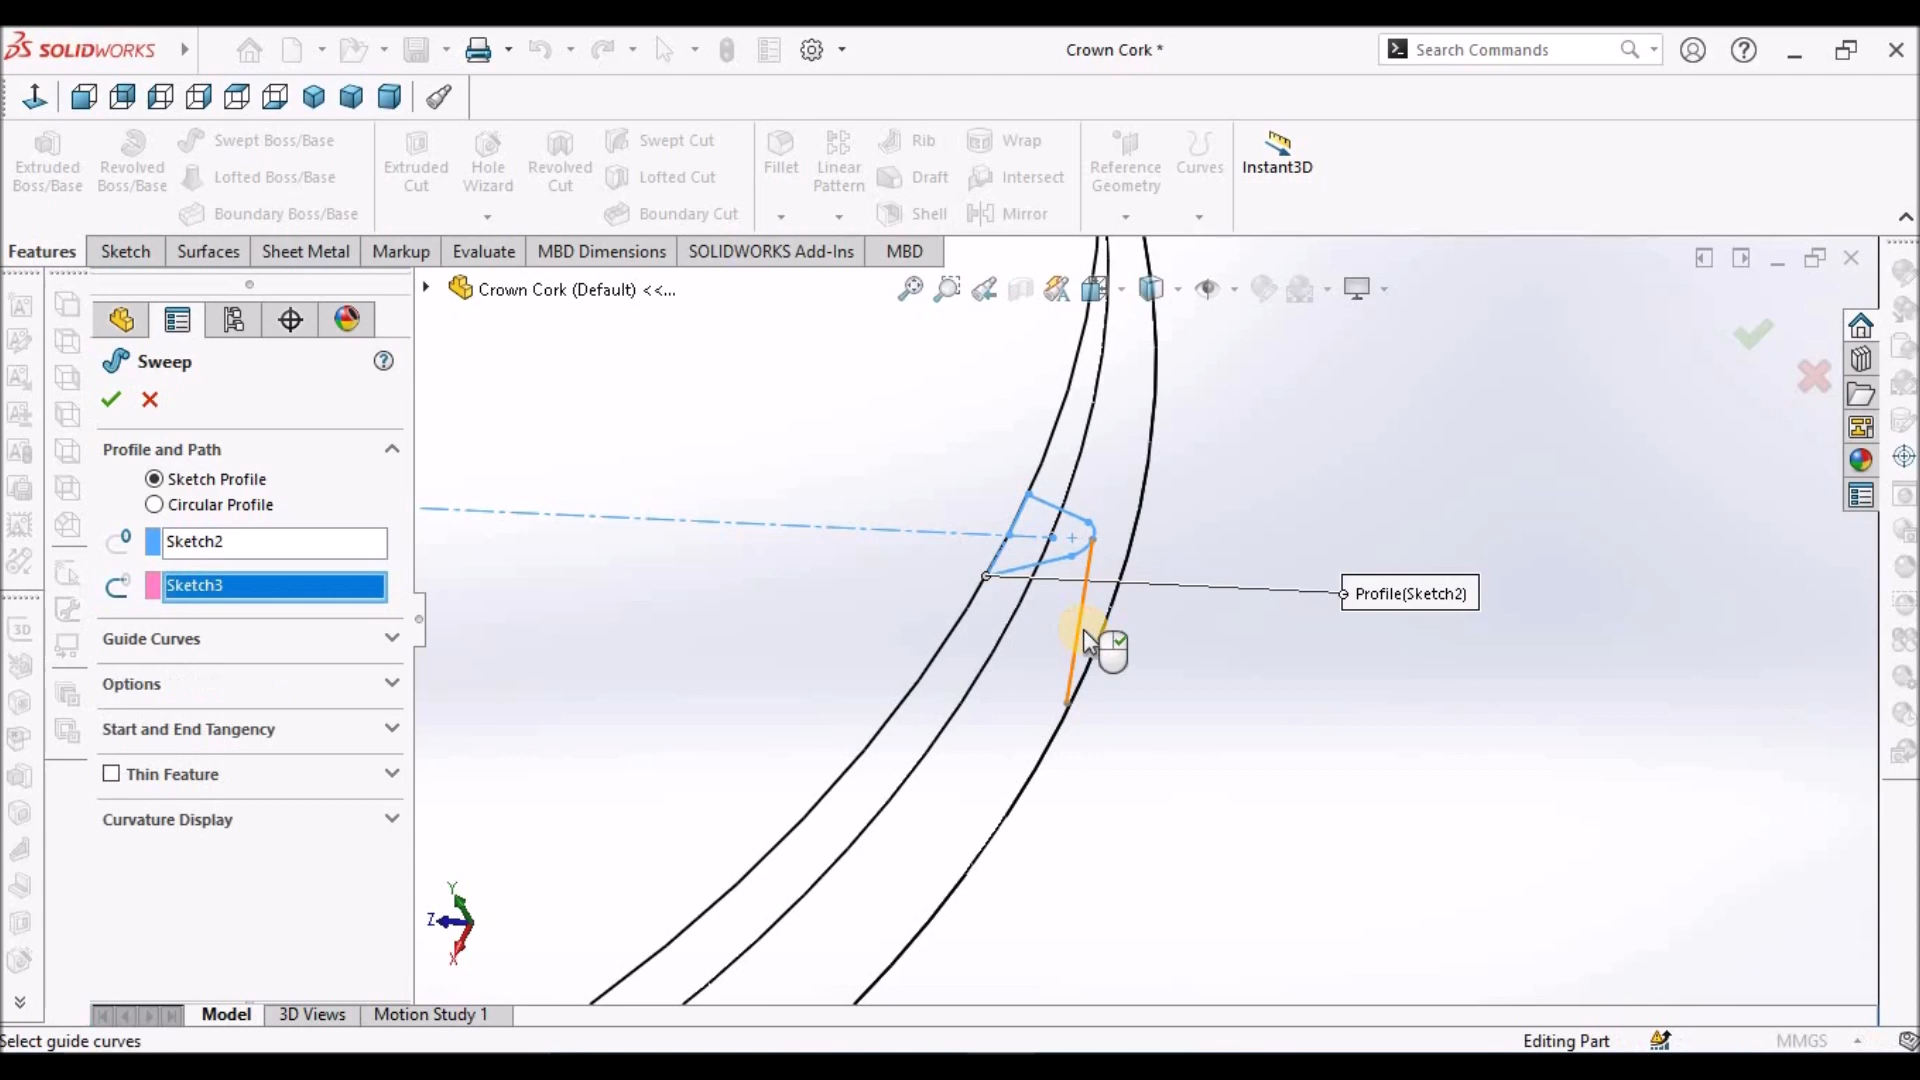 SOLIDWORKS
Crown Cork *
Search Commands
Extruded Boss/Base
Revolved Boss/Base
Swept Boss/Base
Lofted Boss/Base
Boundary Boss/Base
Extruded Cut
Hole Wizard
Revolved Cut
Swept Cut
Lofted Cut
Boundary Cut
Fillet
Linear Pattern
Rib
Draft
Shell
Wrap
Intersect
Mirror
Reference Geometry
Curves
Instant3D
Features
Sketch
Surfaces
Sheet Metal
Markup
Evaluate
MBD Dimensions
SOLIDWORKS Add-Ins
MBD
Crown Cork (Default) <<...
Sweep
Profile and Path
Sketch Profile
Circular Profile
Sketch2
Sketch3
Guide Curves
Options
Start and End Tangency
Thin Feature
Curvature Display
3D
Profile(Sketch2)
Y
Z
X
Model
3D Views
Motion Study 1
Select guide curves
Editing Part
MMGS